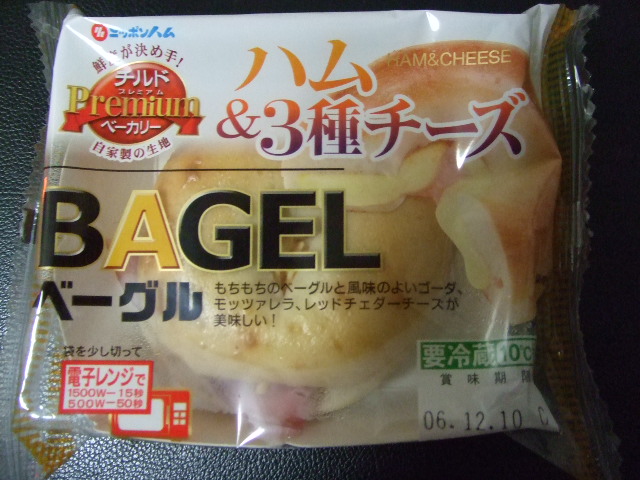 ニッポンハム
鮮度が決め手!
チルド
プレミアム
Premium
ベーカリー
自家製の生地
HAM&CHEESE
ハム
&3種チーズ
BAGEL
ベーグル
もちもちのベーグルと風味のよいゴーダ、
モッツァレラ、レッドチェダーチーズが
美味しい!
袋を少し切って
電子レンジで
1500W―15秒
500W―50秒
要冷蔵10℃
賞味期限
06.12.10 C